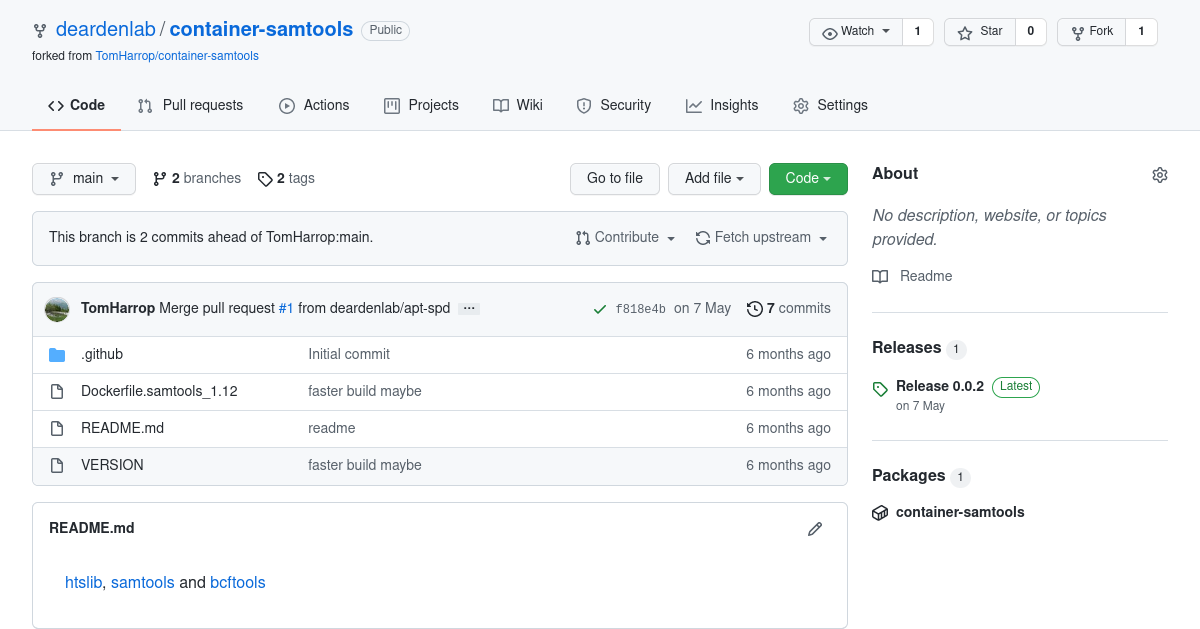 deardenlab / container-samtools Public Watch 1 Star 0 Fork 1
forked from TomHarrop/container-samtools
Code Pull requests Actions Projects Wiki Security Insights Settings
main 2 branches 2 tags Go to file Add file Code
This branch is 2 commits ahead of TomHarrop:main. Contribute Fetch upstream
TomHarrop Merge pull request #1 from deardenlab/apt-spd ... f818e4b on 7 May 7 commits
.github Initial commit 6 months ago
Dockerfile.samtools_1.12 faster build maybe 6 months ago
README.md readme 6 months ago
VERSION faster build maybe 6 months ago
README.md
htslib, samtools and bcftools
About
No description, website, or topics
provided.
Readme
Releases 1
Release 0.0.2 Latest
on 7 May
Packages 1
container-samtools